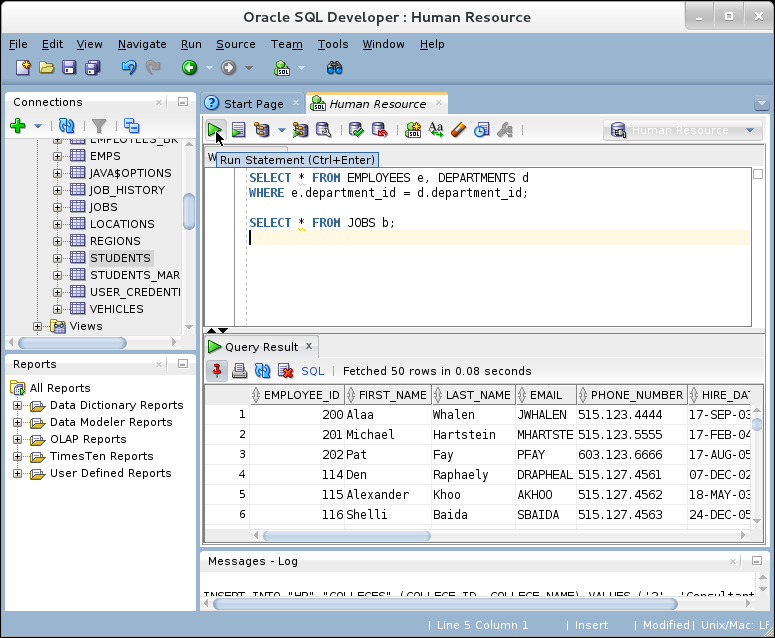 Oracle SQL Developer : Human Resource
File Edit View Navigate Run Source Team Tools Window Help
Connections
EMPLOYEES_BK
EMPS
JAVA$OPTIONS
JOB_HISTORY
JOBS
LOCATIONS
REGIONS
STUDENTS
STUDENTS_MAR
USER_CREDENTI
VEHICLES
Views
Reports
All Reports
Data Dictionary Reports
Data Modeler Reports
OLAP Reports
TimesTen Reports
User Defined Reports
Start Page Human Resource
Human Resource
W
Run Statement (Ctrl+Enter)
SELECT * FROM EMPLOYEES e, DEPARTMENTS d
WHERE e.department_id = d.department_id;
SELECT * FROM JOBS b;
Query Result x
SQL | Fetched 50 rows in 0.08 seconds
EMPLOYEE_ID FIRST_NAME LAST_NAME EMAIL PHONE_NUMBER HIRE_DAT
1 200 Alaa Whalen JWHALEN 515.123.4444 17-SEP-03
2 201 Michael Hartstein MHARTSTE 515.123.5555 17-FEB-04
3 202 Pat Fay PFAY 603.123.6666 17-AUG-05
4 114 Den Raphaely DRAPHEAL 515.127.4561 07-DEC-02
5 115 Alexander Khoo AKHOO 515.127.4562 18-MAY-03
6 116 Shelli Baida SBAIDA 515.127.4563 24-DEC-05
Messages - Log
INSERT INTO "HR"."COLLEGES" (COLLEGE_ID, COLLEGE_NAME) VALUES ('2', 'Consultant
| Line 5 Column 1 | Insert | Modified | Unix/Mac: LF